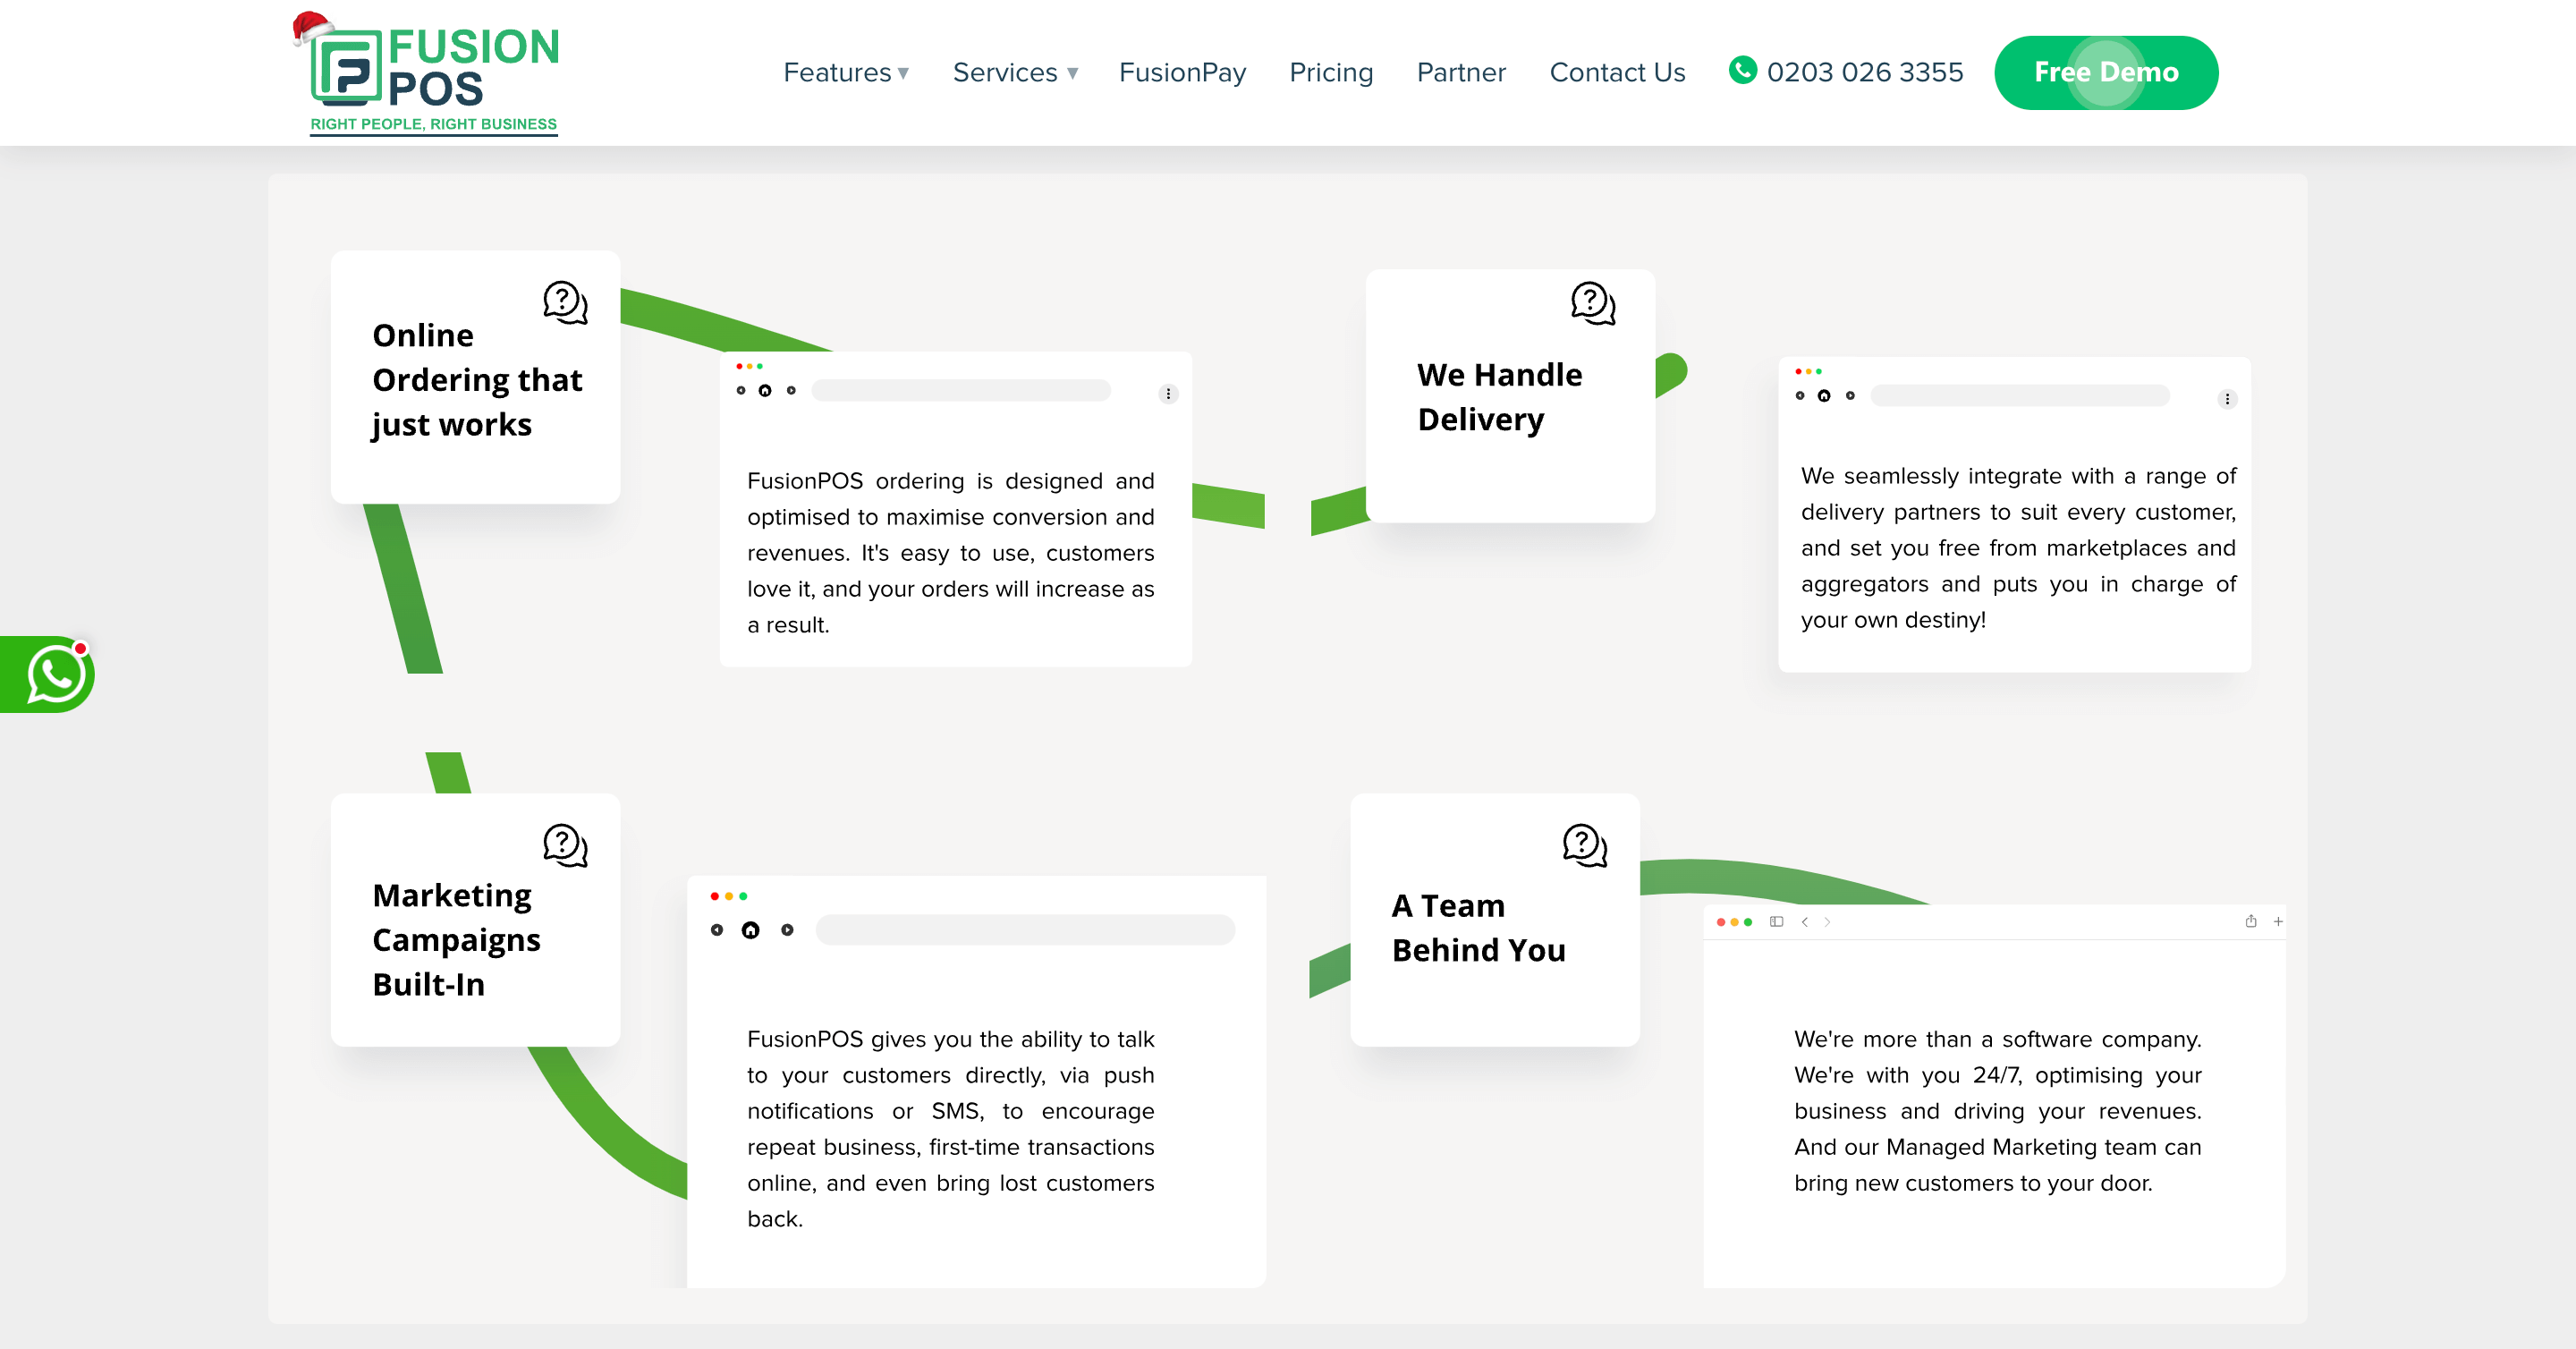 FUSION
POS
RIGHT PEOPLE, RIGHT BUSINESS
Features
Services
FusionPay
Pricing
Partner
Contact Us
0203 026 3355
Free Demo
Online
Ordering that
just works
FusionPOS ordering is designed and
optimised to maximise conversion and
revenues. It's easy to use, customers
love it, and your orders will increase as
a result.
We Handle
Delivery
We seamlessly integrate with a range of
delivery partners to suit every customer,
and set you free from marketplaces and
aggregators and puts you in charge of
your own destiny!
Marketing
Campaigns
Built-In
FusionPOS gives you the ability to talk
to your customers directly, via push
notifications or SMS, to encourage
repeat business, first-time transactions
online, and even bring lost customers
back.
A Team
Behind You
We're more than a software company.
We're with you 24/7, optimising your
business and driving your revenues.
And our Managed Marketing team can
bring new customers to your door.